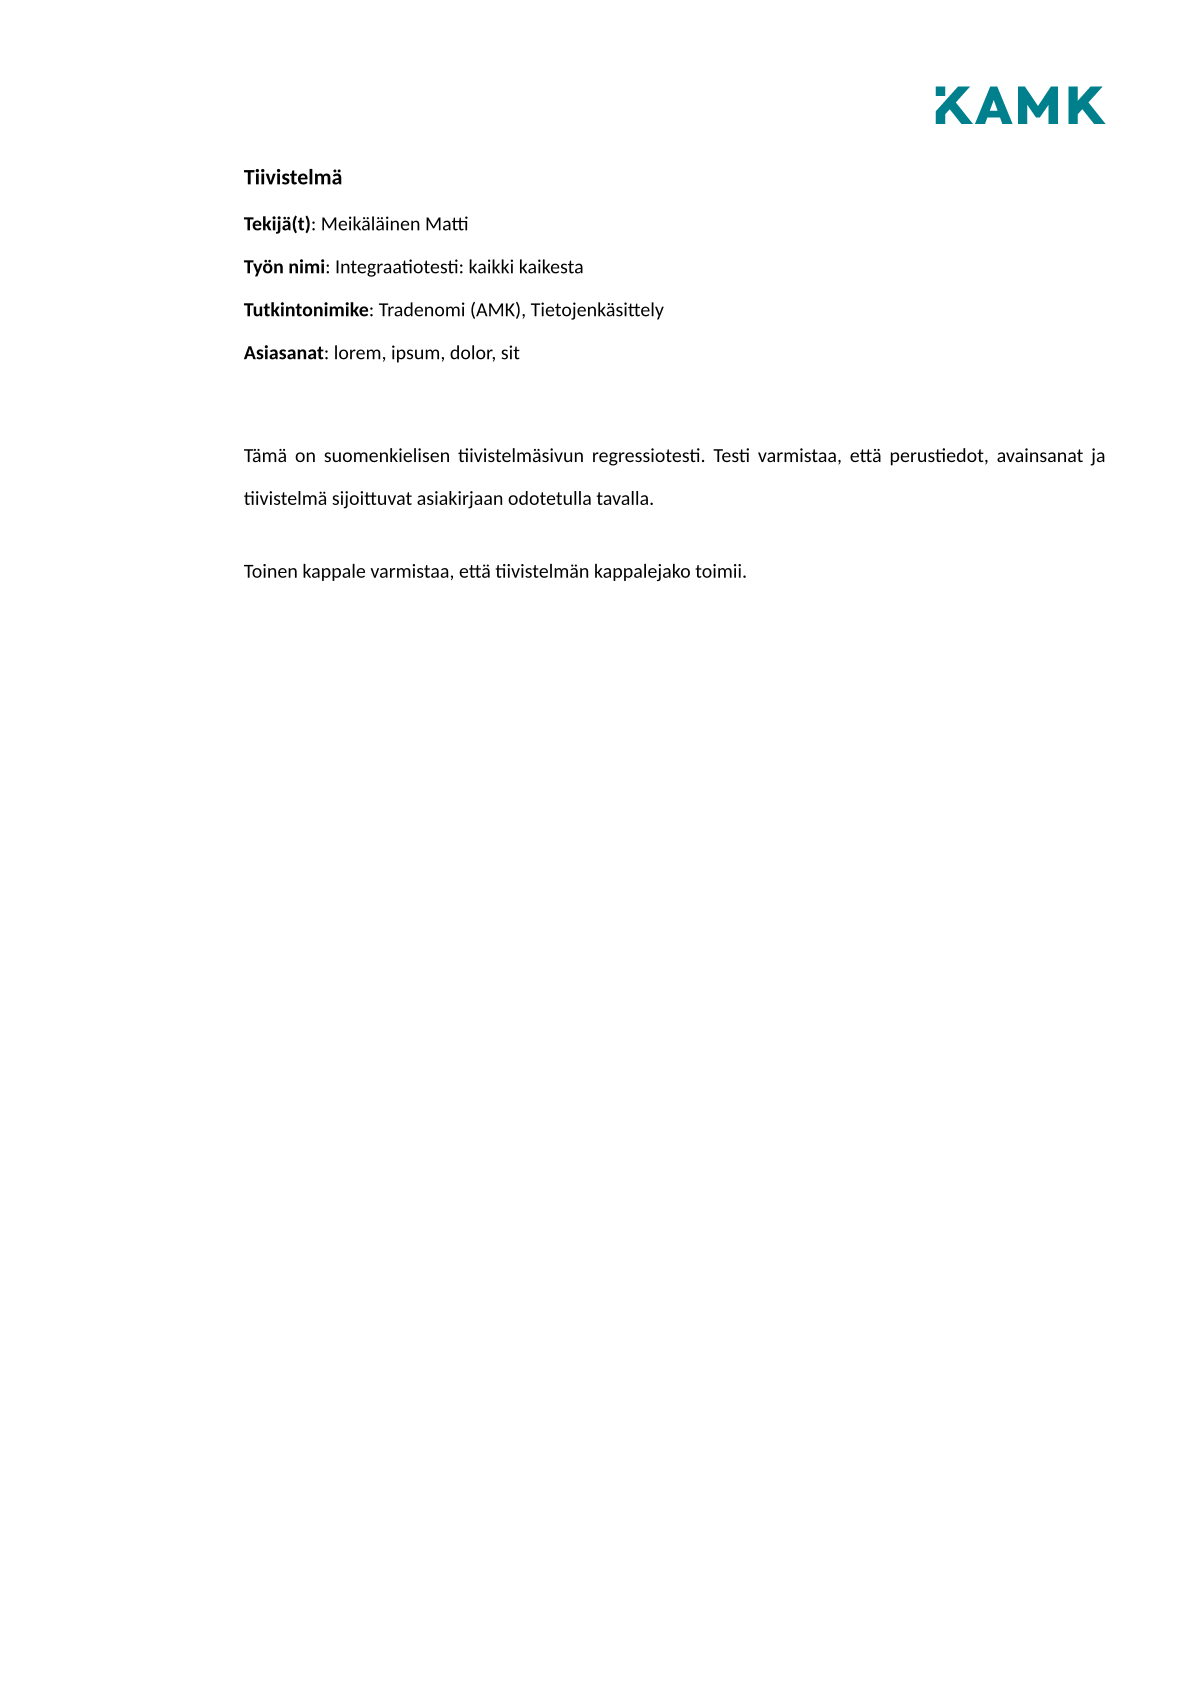 KAMK
Tiivistelmä
Tekijä(t): Meikäläinen Matti
Työn nimi: Integraatiotesti: kaikki kaikesta
Tutkintonimike: Tradenomi (AMK), Tietojenkäsittely
Asiasanat: lorem, ipsum, dolor, sit
Tämä on suomenkielisen tiivistelmäsivun regressiotesti. Testi varmistaa, että perustiedot, avainsanat ja
tiivistelmä sijoittuvat asiakirjaan odotetulla tavalla.
Toinen kappale varmistaa, että tiivistelmän kappalejako toimii.